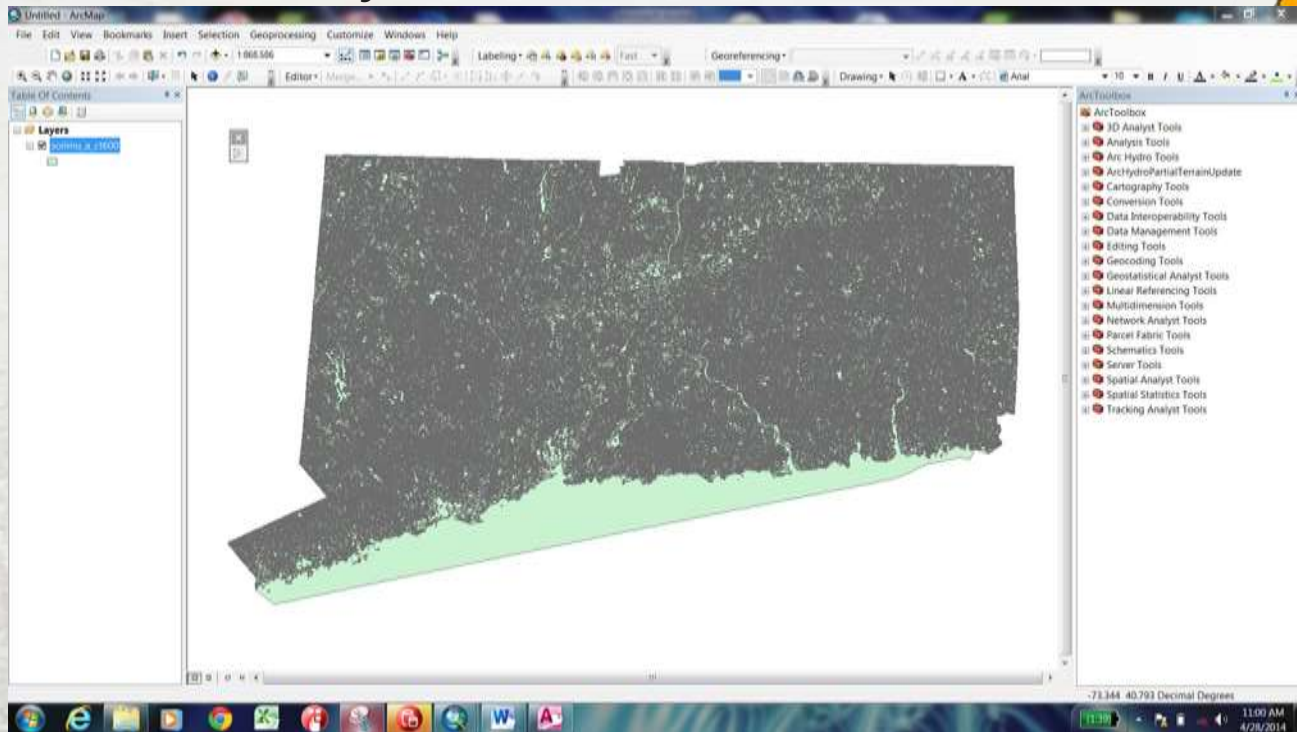 Untitled - ArcMap
File Edit View Bookmarks Insert Selection Geoprocessing Customize Windows Help
Labeling Fast Georeferencing
Editor Drawing A Arial 10 B I U A
Table Of Contents
Layers
ArcToolbox
ArcToolbox
3D Analyst Tools
Analysis Tools
Arc Hydro Tools
ArcHydroPartialTerrainUpdate
Cartography Tools
Conversion Tools
Data Interoperability Tools
Data Management Tools
Editing Tools
Geocoding Tools
Geostatistical Analyst Tools
Linear Referencing Tools
Multidimension Tools
Network Analyst Tools
Parcel Fabric Tools
Schematics Tools
Server Tools
Spatial Analyst Tools
Spatial Statistics Tools
Tracking Analyst Tools
-73.344 40.793 Decimal Degrees
11:00 AM
4/28/2014